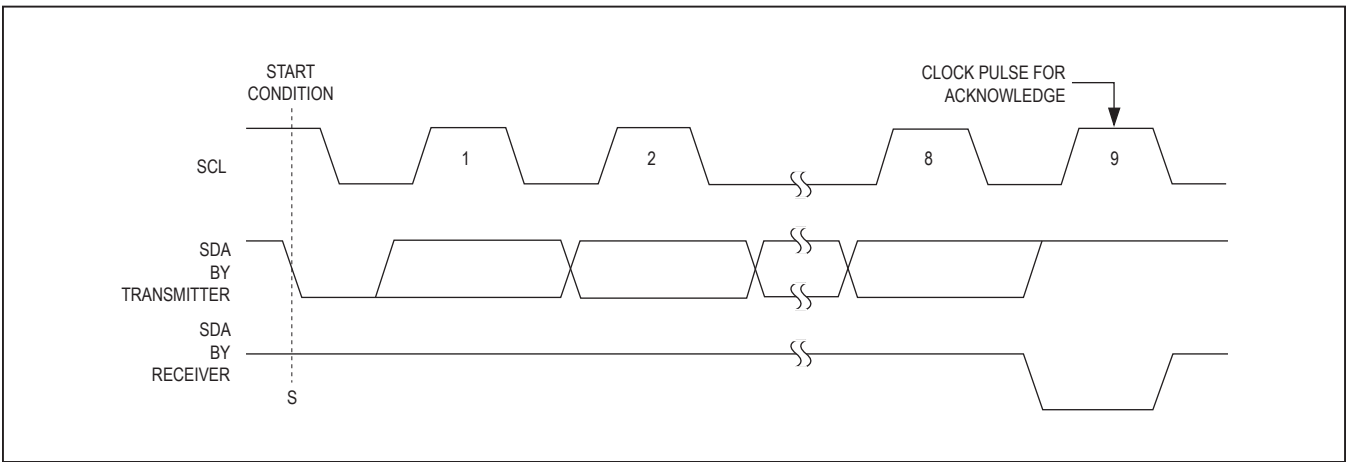 START
CONDITION
CLOCK PULSE FOR
ACKNOWLEDGE
SCL
1
2
8
9
SDA
BY
TRANSMITTER
SDA
BY
RECEIVER
S